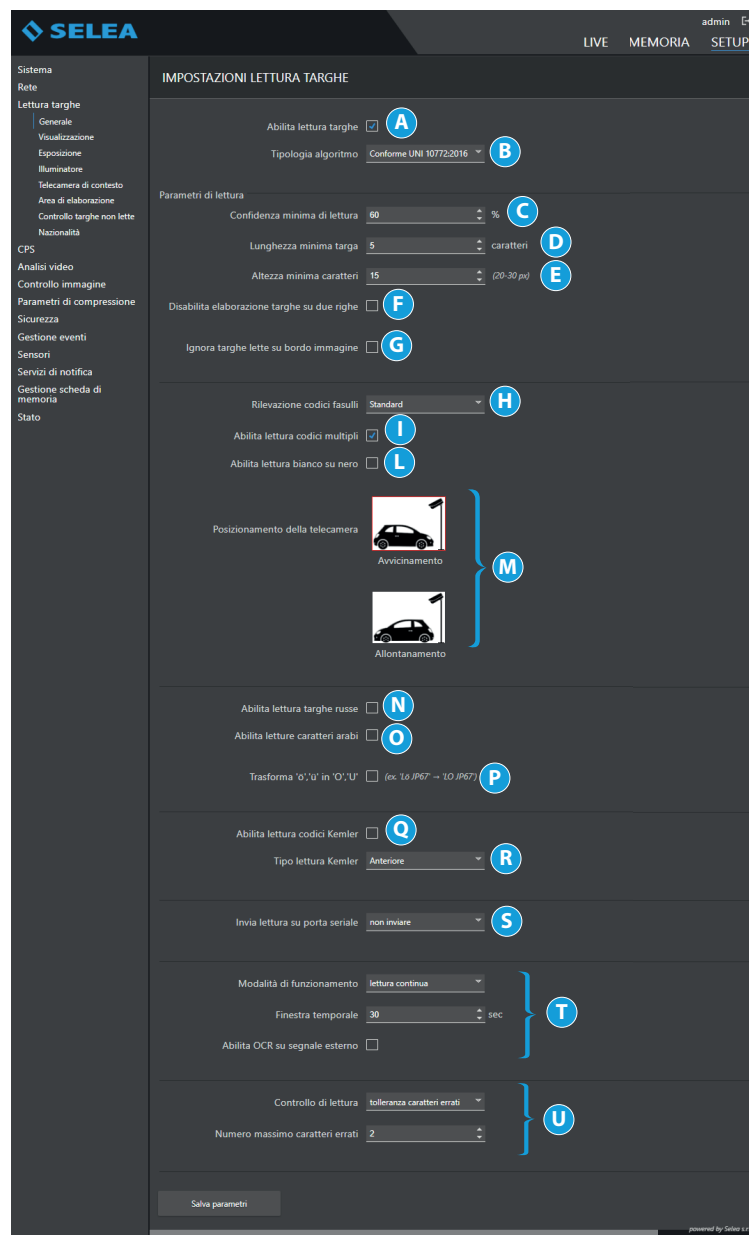 SELEA
admin
LIVE MEMORIA SETUP
Sistema
Rete
Lettura targhe
Generale
Visualizzazione
Esposizione
Illuminatore
Telecamera di contesto
Area di elaborazione
Controllo targhe non lette
Nazionalità
CPS
Analisi video
Controllo immagine
Parametri di compressione
Sicurezza
Gestione eventi
Sensori
Servizi di notifica
Gestione scheda di
memoria
Stato
IMPOSTAZIONI LETTURA TARGHE
Abilita lettura targhe A
Tipologia algoritmo Conforme UNI 10772:2016 B
Parametri di lettura
Confidenza minima di lettura 60 % C
Lunghezza minima targa 5 caratteri D
Altezza minima caratteri 15 (20-30 px) E
Disabilita elaborazione targhe su due righe F
Ignora targhe lette su bordo immagine G
Rilevazione codici fasulli Standard H
Abilita lettura codici multipli I
Abilita lettura bianco su nero L
Posizionamento della telecamera
Avvicinamento
M
Allontanamento
Abilita lettura targhe russe N
Abilita letture caratteri arabi O
Trasforma 'ö','ü' in 'O','U' (ex. 'Lö JP67' → 'LO JP67') P
Abilita lettura codici Kemler Q
Tipo lettura Kemler Anteriore R
Invia lettura su porta seriale non inviare S
Modalità di funzionamento lettura continua
Finestra temporale 30 sec T
Abilita OCR su segnale esterno
Controllo di lettura tolleranza caratteri errati
U
Numero massimo caratteri errati 2
Salva parametri
powered by Selea s.r